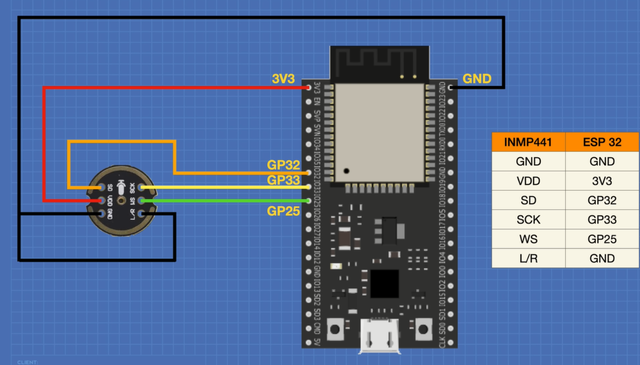 3V3
GND
GP32
GP33
GP25
INMP441 ESP 32
GND GND
VDD 3V3
SD GP32
SCK GP33
WS GP25
L/R GND
SD
VDD
GND
SCK
WS
L/R
3V3
EN
SVP
SVN
IO34
IO35
IO32
IO33
IO25
IO26
IO27
IO14
IO12
GND
IO13
SD2
SD3
CMD
5V
GND
IO23
IO22
TX0
RX0
IO21
GND
IO19
IO18
IO5
IO17
IO16
IO4
IO0
IO2
IO15
SD1
SD0
CLK
CLIENT